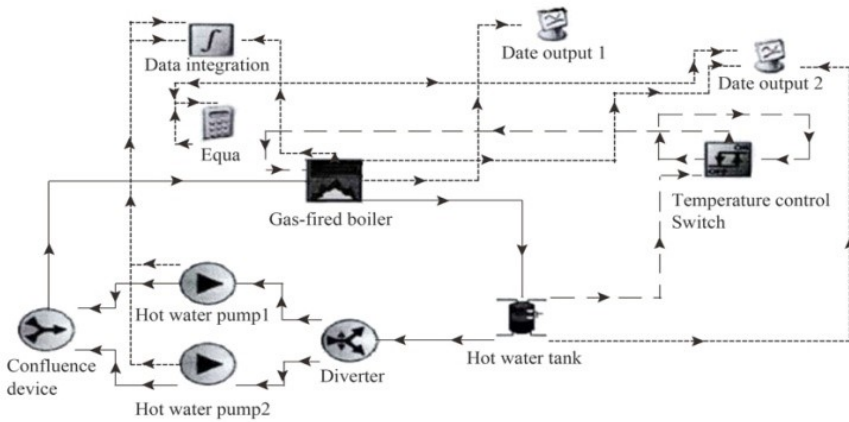 Date output 1
Data integration
Date output 2
Equa
Temperature control
Switch
Gas-fired boiler
Hot water pump1
Hot water tank
Diverter
Confluence
device
Hot water pump2